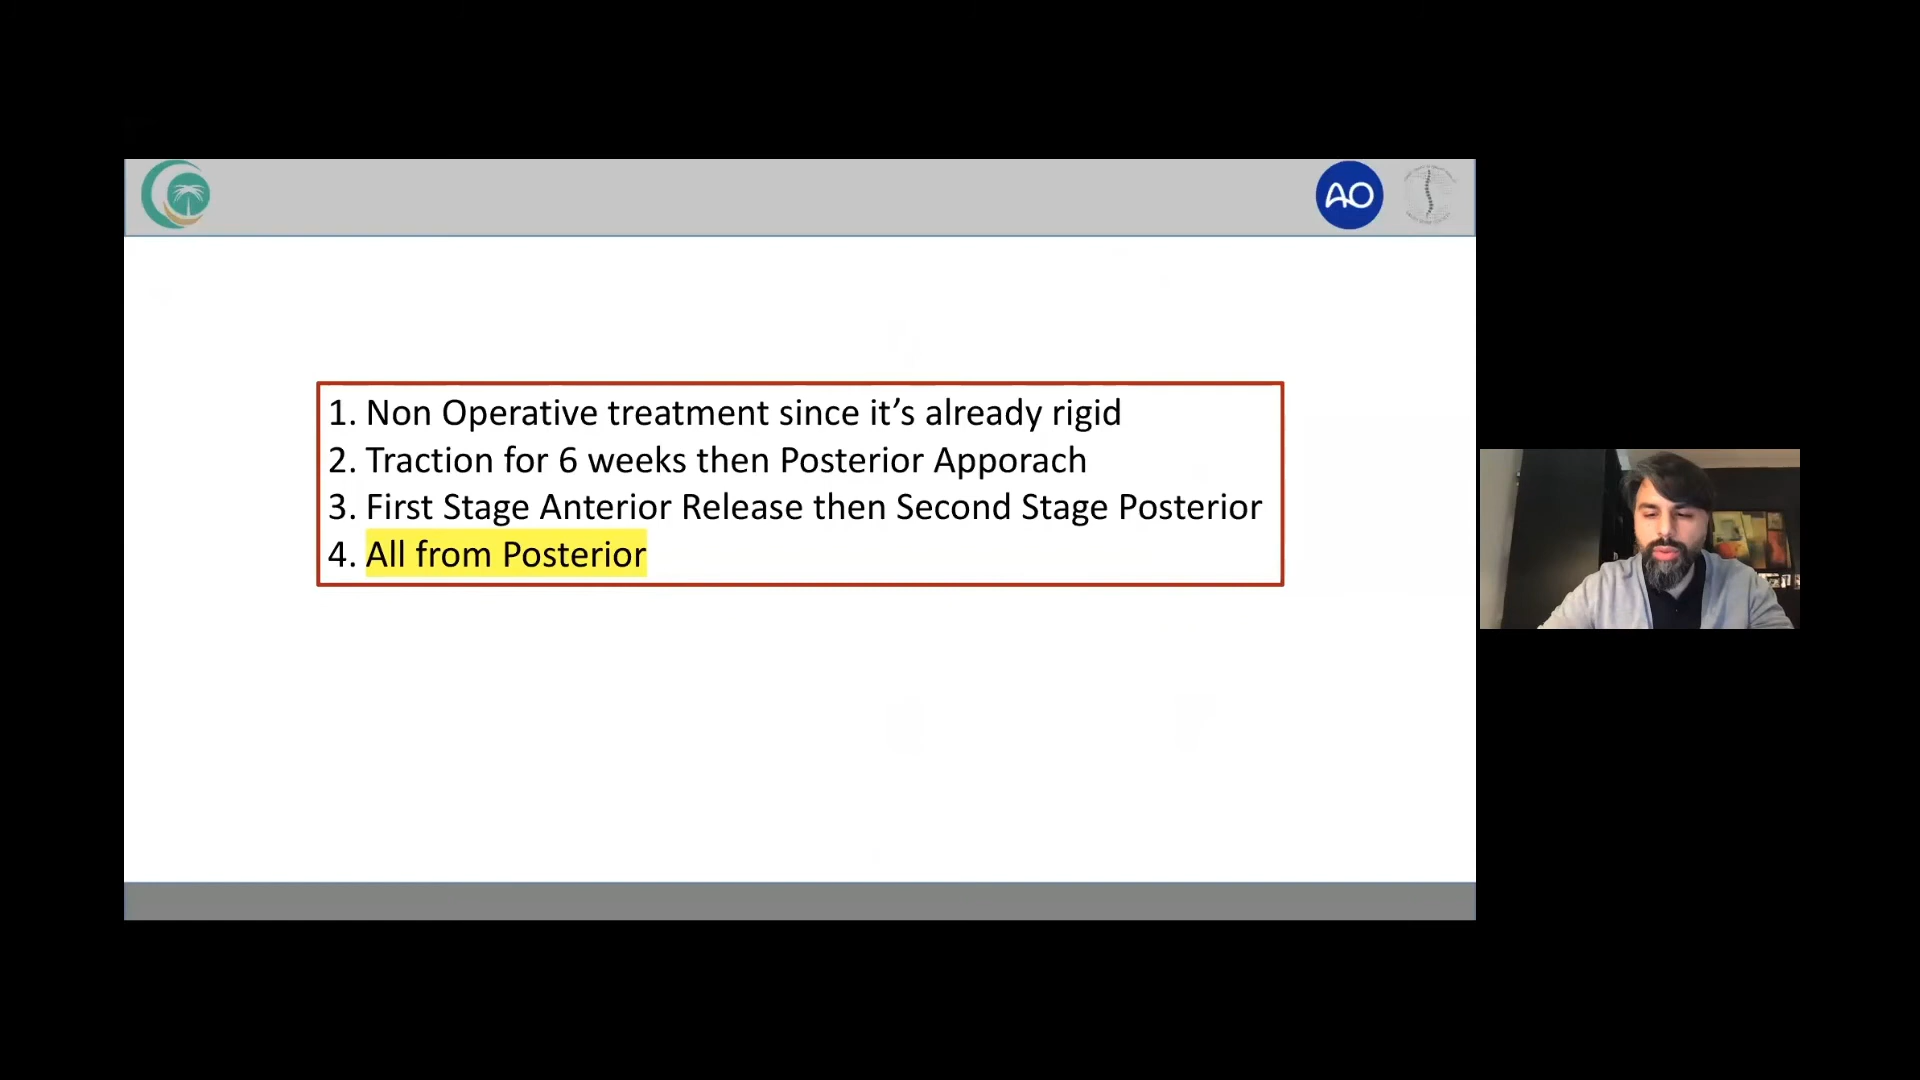 AO
1. Non Operative treatment since it’s already rigid
2. Traction for 6 weeks then Posterior Apporach
3. First Stage Anterior Release then Second Stage Posterior
4. All from Posterior